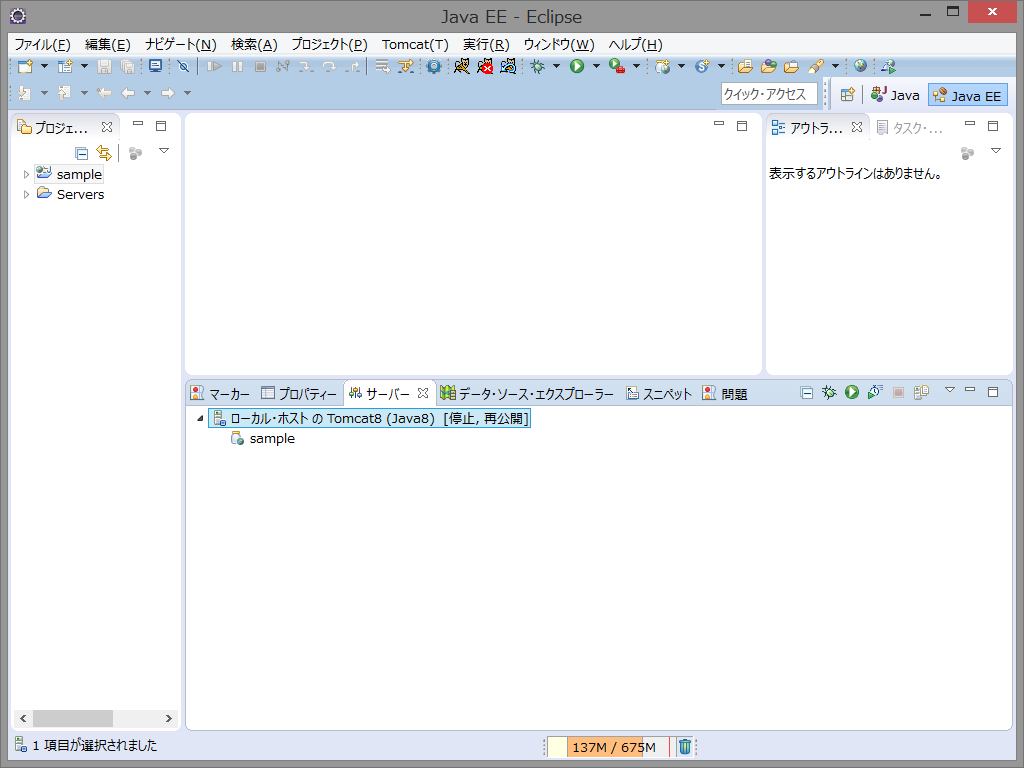 Java EE - Eclipse
ファイル(F) 編集(E) ナビゲート(N) 検索(A) プロジェクト(P) Tomcat(T) 実行(R) ウィンドウ(W) ヘルプ(H)
クイック・アクセス Java Java EE
プロジェ... アウトラ... タスク・...
sample
Servers
表示するアウトラインはありません。
マーカー プロパティー サーバー データ・ソース・エクスプローラー スニペット 問題
ローカル・ホスト の Tomcat8 (Java8) [停止, 再公開]
sample
1 項目が選択されました 137M / 675M